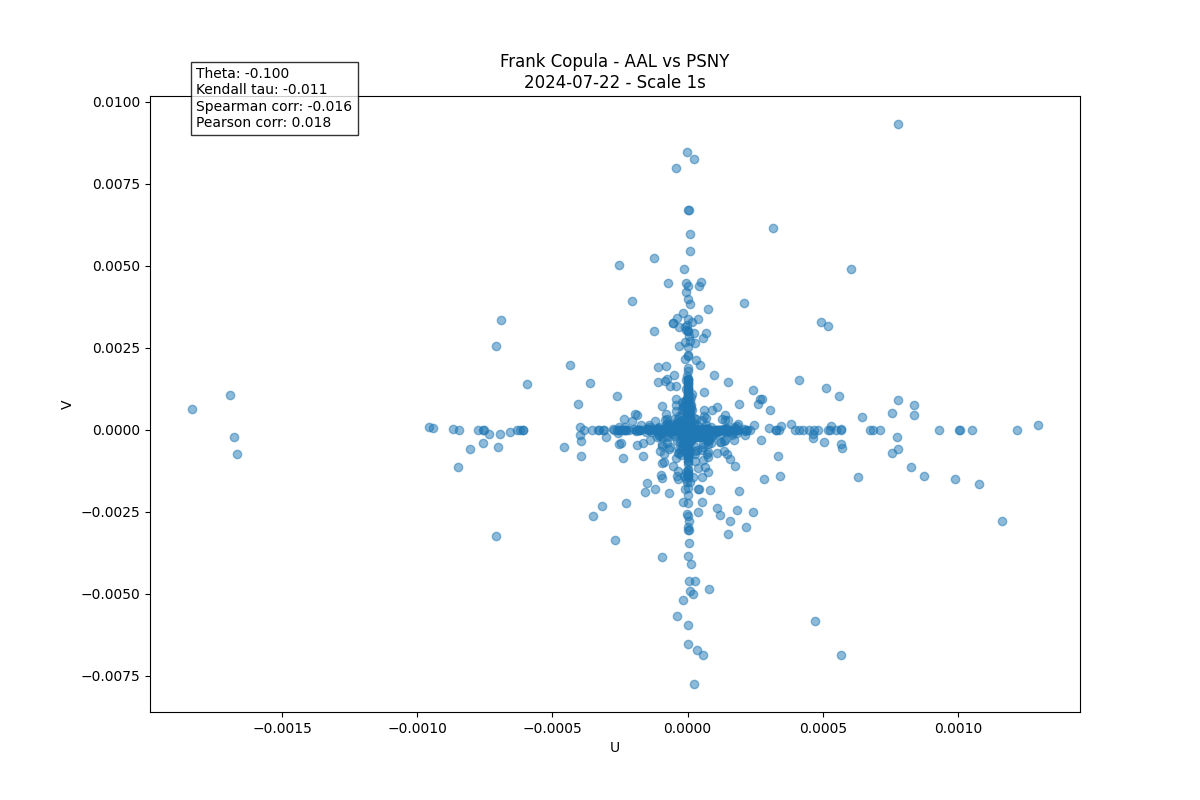 Frank Copula - AAL vs PSNY
2024-07-22 - Scale 1s
Theta: -0.100
Kendall tau: -0.011
Spearman corr: -0.016
Pearson corr: 0.018
0.0100
0.0075
0.0050
0.0025
0.0000
−0.0025
−0.0050
−0.0075
V
−0.0015
−0.0010
−0.0005
0.0000
0.0005
0.0010
U